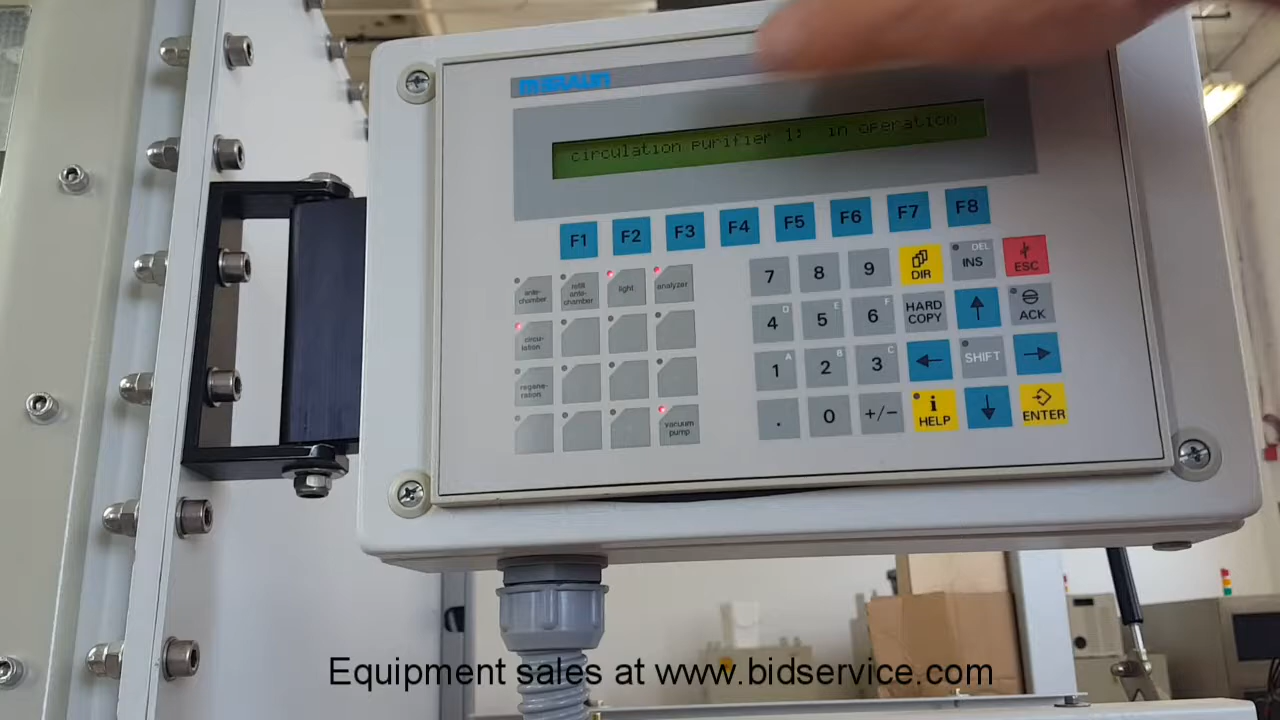 MBRAUN
circulation purifier 1: in operation
F1 F2 F3 F4 F5 F6 F7 F8
ante-
chamber
refill
ante-
chamber
light
analyzer
circu-
lation
regene-
ration
vacuum
pump
7 8 9 DIR DEL INS ESC
4 D 5 E 6 F HARD COPY ACK
1 A 2 B 3 C SHIFT
. 0 +/- i HELP ENTER
Equipment sales at www.bidservice.com